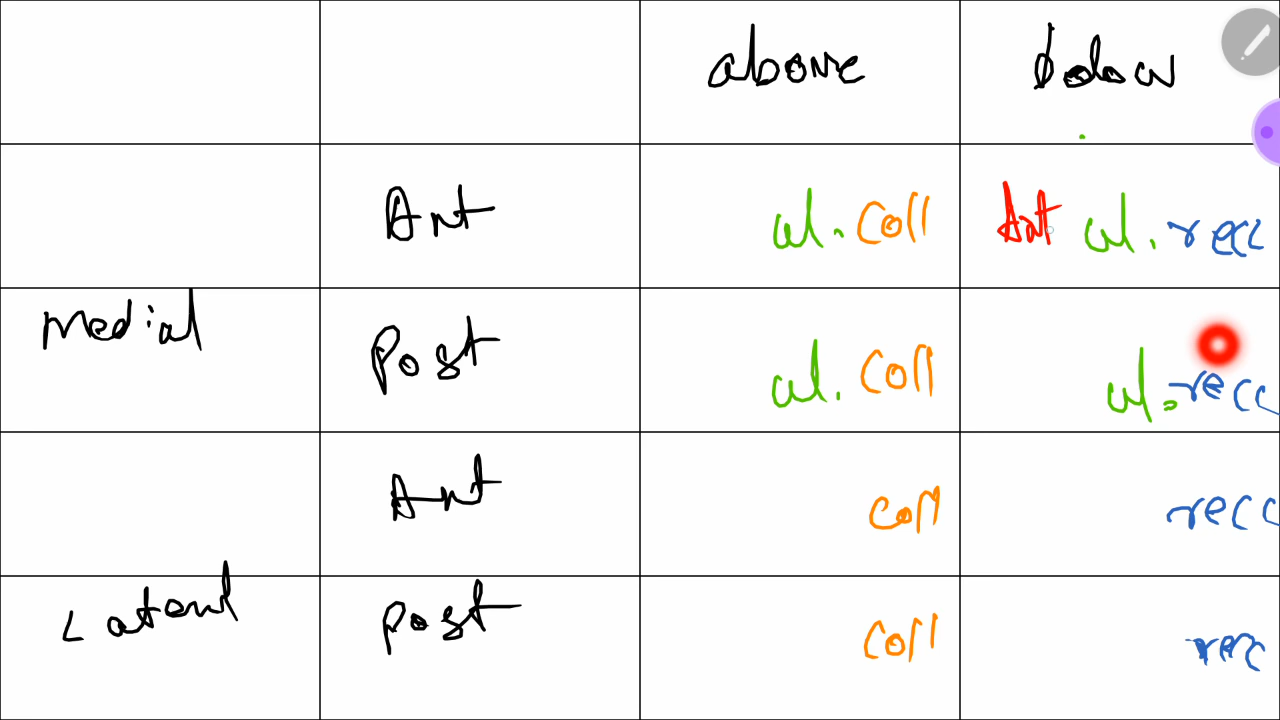 above below
Ant ul. coll Ant ul. recc
Medial Post ul. coll ul. recc
Ant coll recc
Lateral Post coll rec